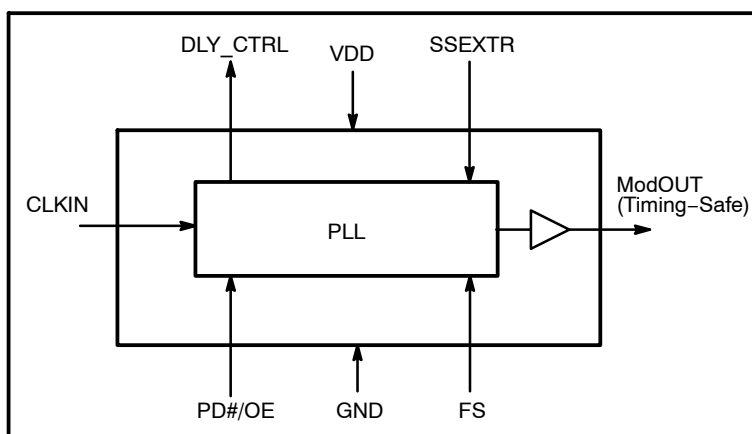 DLY_CTRL
VDD
SSEXTR
CLKIN
PLL
ModOUT
(Timing−Safe)
PD#/OE
GND
FS